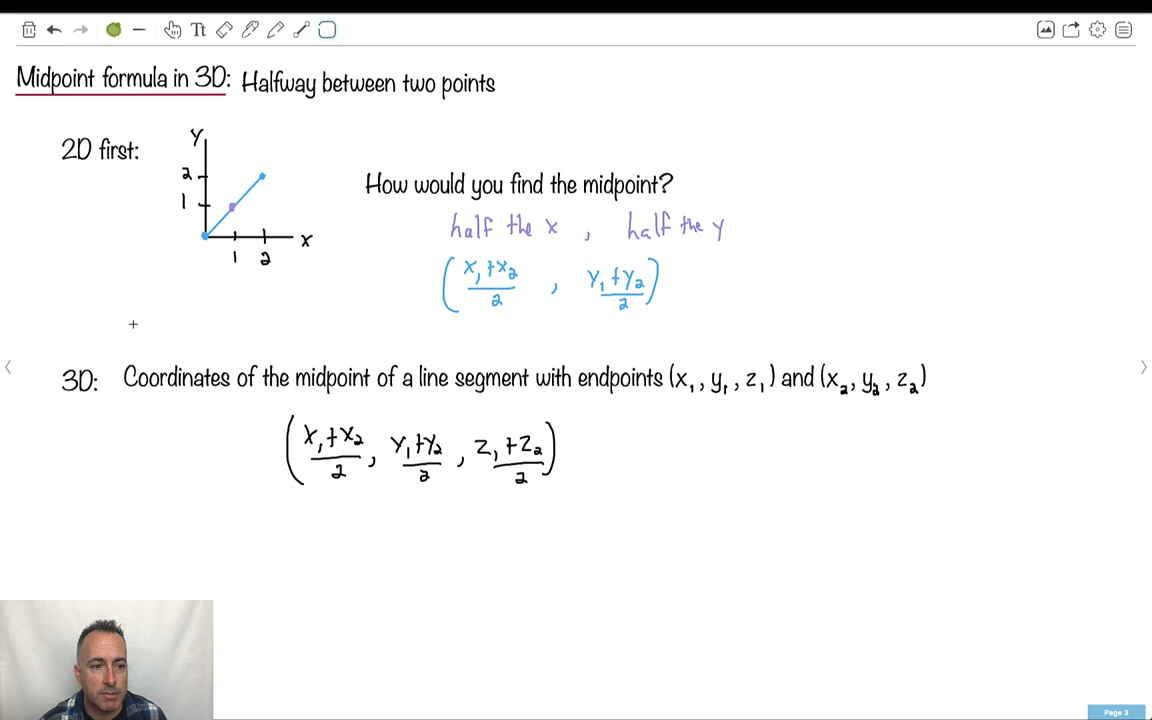 Tt
Midpoint formula in 3D: Halfway between two points
2D first:
Y
2
1
1 2
x
How would you find the midpoint?
half the x , half the y
(x₁+x₂/2 , y₁+y₂/2)
3D: Coordinates of the midpoint of a line segment with endpoints (x₁, y₁, z₁) and (x₂, y₂, z₂)
(x₁+x₂/2, y₁+y₂/2, z₁+z₂/2)
Page 3